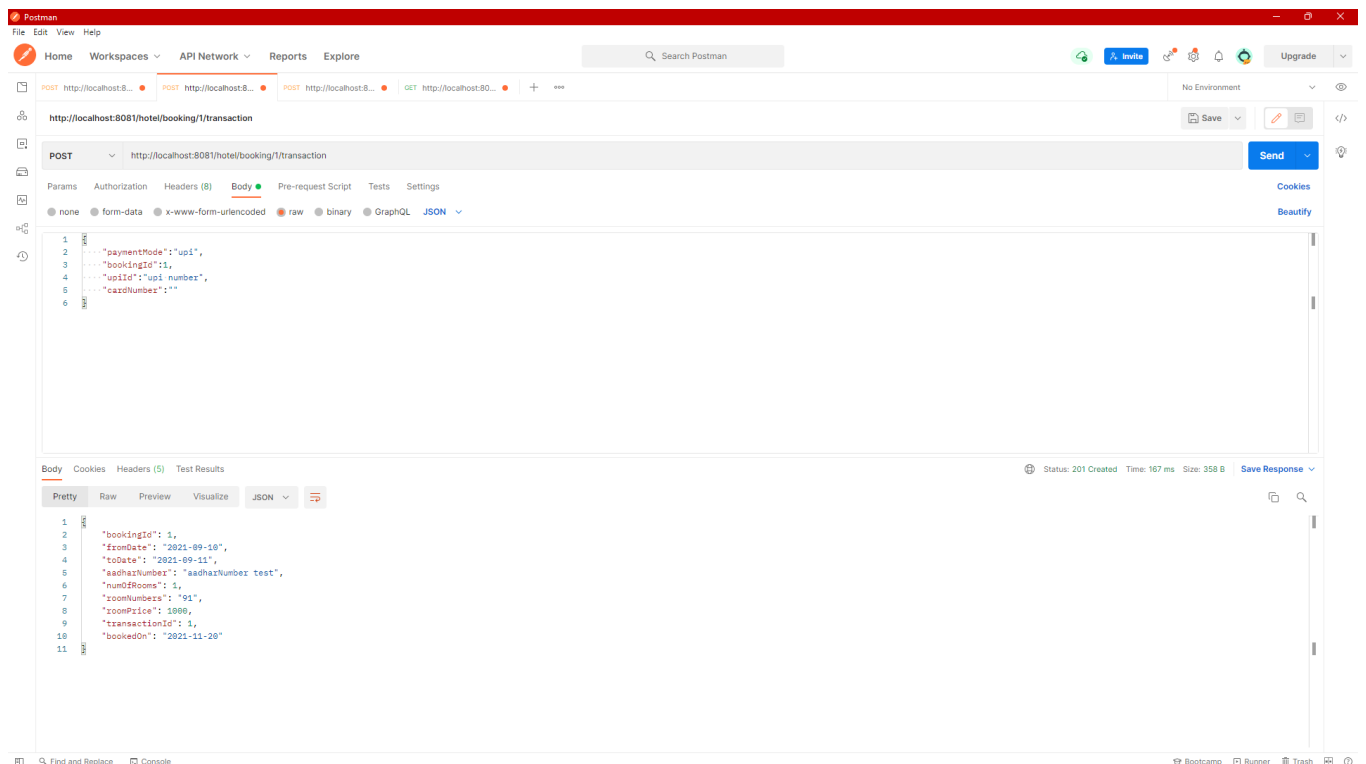 Postman
File Edit View Help
Home Workspaces API Network Reports Explore
Search Postman
Invite
Upgrade
POST http://localhost:8...
POST http://localhost:8...
POST http://localhost:8...
GET http://localhost:80...
No Environment
http://localhost:8081/hotel/booking/1/transaction
Save
POST http://localhost:8081/hotel/booking/1/transaction
Send
Params Authorization Headers (8) Body Pre-request Script Tests Settings
Cookies
none form-data x-www-form-urlencoded raw binary GraphQL JSON
Beautify
1 {
2 "paymentMode":"upi",
3 "bookingId":1,
4 "upiId":"upi number",
5 "cardNumber":""
6 }
Body Cookies Headers (5) Test Results
Status: 201 Created Time: 167 ms Size: 358 B Save Response
Pretty Raw Preview Visualize JSON
1 {
2 "bookingId": 1,
3 "fromDate": "2021-09-10",
4 "toDate": "2021-09-11",
5 "aadharNumber": "aadharNumber test",
6 "numOfRooms": 1,
7 "roomNumbers": "91",
8 "roomPrice": 1000,
9 "transactionId": 1,
10 "bookedOn": "2021-11-20"
11 }
Find and Replace Console
Bootcamp Runner Trash